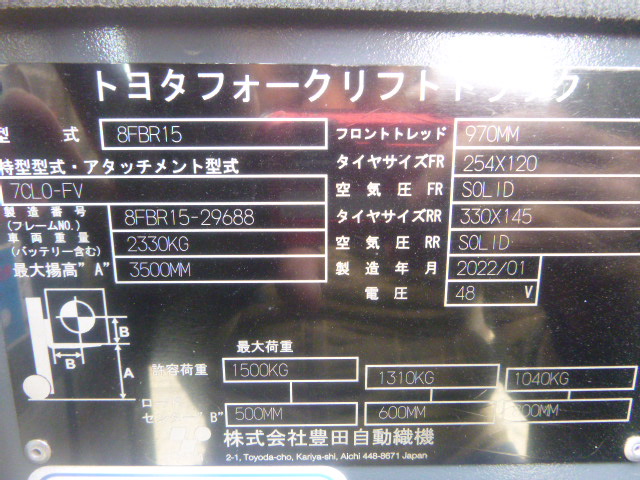 トヨタフォークリフトトラック
型 式 8FBR15 フロントトレッド 970MM
特型型式・アタッチメント型式 タイヤサイズFR 254X120
7CLO-FV 空気圧 FR SOLID
製造番号 (フレームNO.) 8FBR15-29688 タイヤサイズRR 330X145
車両重量 (バッテリー含む) 2330KG 空気圧 RR SOLID
最大揚高"A" 3500MM 製造年月 2022/01
電圧 48 V
B
B A
最大荷重
許容荷重 1500KG 1310KG 1040KG
"B" 500MM 600MM
株式会社豊田自動織機
2-1, Toyoda-cho, Kariya-shi, Aichi 448-8671 Japan